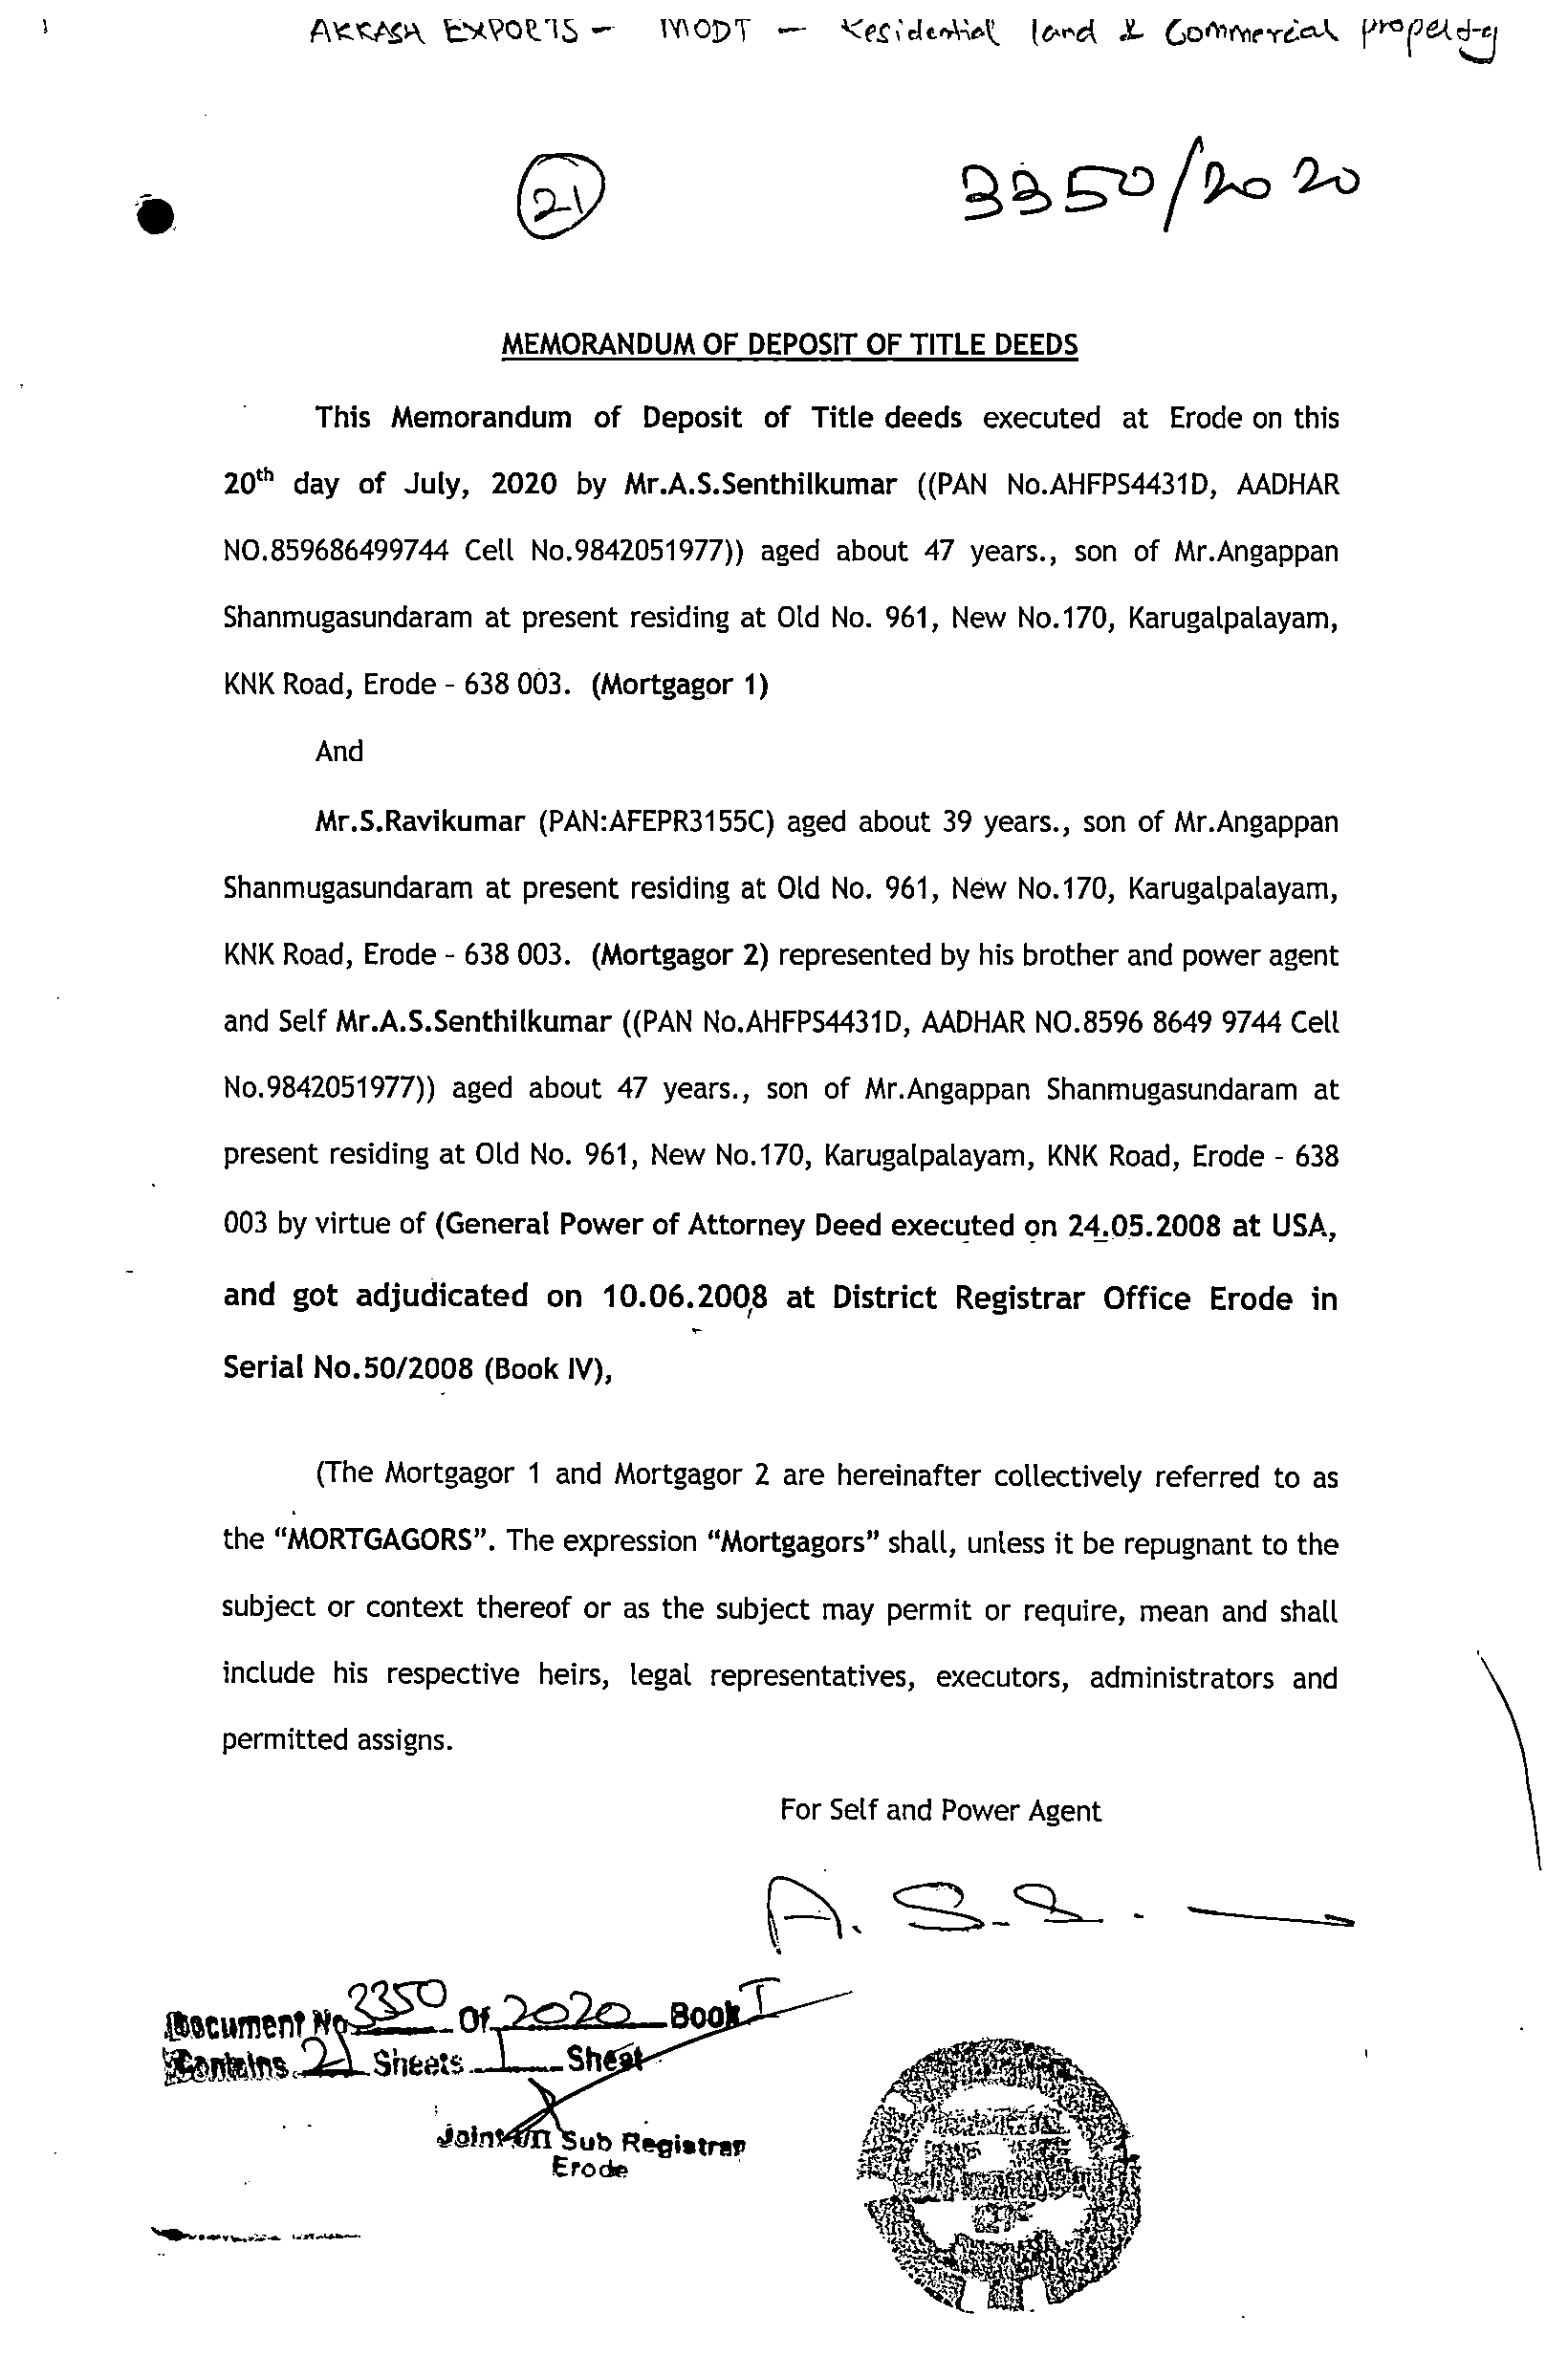 AKKASH EXPORTS - MODT - Residential land & Commercial property
21
3350/2020
MEMORANDUM OF DEPOSIT OF TITLE DEEDS
This Memorandum of Deposit of Title deeds executed at Erode on this
20th day of July, 2020 by Mr.A.S.Senthilkumar ((PAN No.AHFPS4431D, AADHAR
NO.859686499744 Cell No.9842051977)) aged about 47 years., son of Mr.Angappan
Shanmugasundaram at present residing at Old No. 961, New No.170, Karugalpalayam,
KNK Road, Erode - 638 003. (Mortgagor 1)
And
Mr.S.Ravikumar (PAN:AFEPR3155C) aged about 39 years., son of Mr.Angappan
Shanmugasundaram at present residing at Old No. 961, New No.170, Karugalpalayam,
KNK Road, Erode - 638 003. (Mortgagor 2) represented by his brother and power agent
and Self Mr.A.S.Senthilkumar ((PAN No.AHFPS4431D, AADHAR NO.8596 8649 9744 Cell
No.9842051977)) aged about 47 years., son of Mr.Angappan Shanmugasundaram at
present residing at Old No. 961, New No.170, Karugalpalayam, KNK Road, Erode - 638
003 by virtue of (General Power of Attorney Deed executed on 24.05.2008 at USA,
and got adjudicated on 10.06.2008 at District Registrar Office Erode in
Serial No.50/2008 (Book IV),
(The Mortgagor 1 and Mortgagor 2 are hereinafter collectively referred to as
the “MORTGAGORS”. The expression “Mortgagors” shall, unless it be repugnant to the
subject or context thereof or as the subject may permit or require, mean and shall
include his respective heirs, legal representatives, executors, administrators and
permitted assigns.
For Self and Power Agent
A. S. S. -
Document No 3350 Of 2020 Book I
Contains 21 Sheets 1 Sheet
Joint-II Sub Registrar
Erode